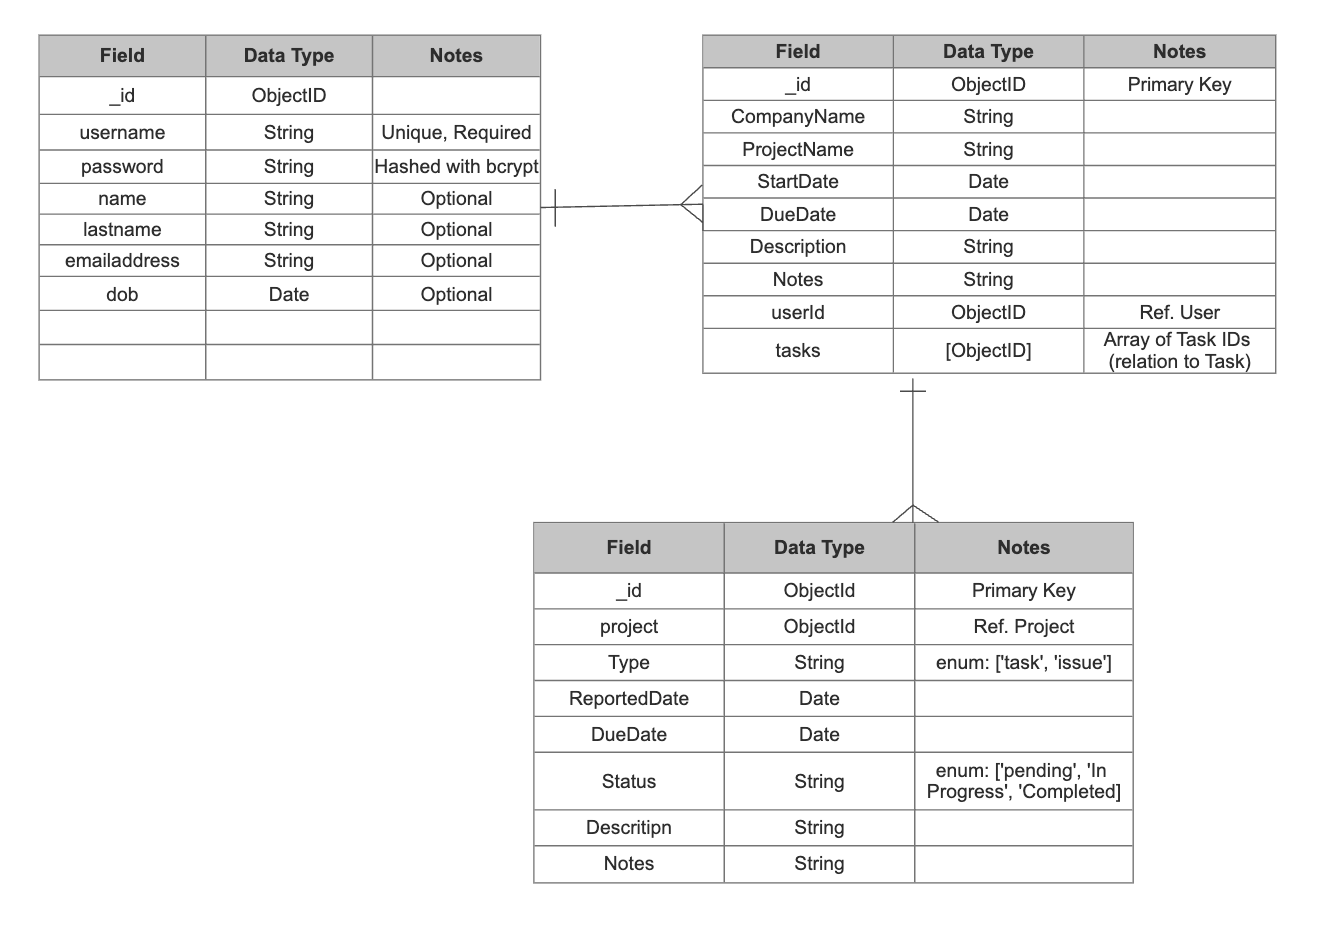 Field Data Type Notes
_id ObjectID
username String Unique, Required
password String Hashed with bcrypt
name String Optional
lastname String Optional
emailaddress String Optional
dob Date Optional
Field Data Type Notes
_id ObjectID Primary Key
CompanyName String
ProjectName String
StartDate Date
DueDate Date
Description String
Notes String
userId ObjectID Ref. User
tasks [ObjectID] Array of Task IDs
(relation to Task)
Field Data Type Notes
_id ObjectId Primary Key
project ObjectId Ref. Project
Type String enum: ['task', 'issue']
ReportedDate Date
DueDate Date
Status String enum: ['pending', 'In
Progress', 'Completed]
Descritipn String
Notes String